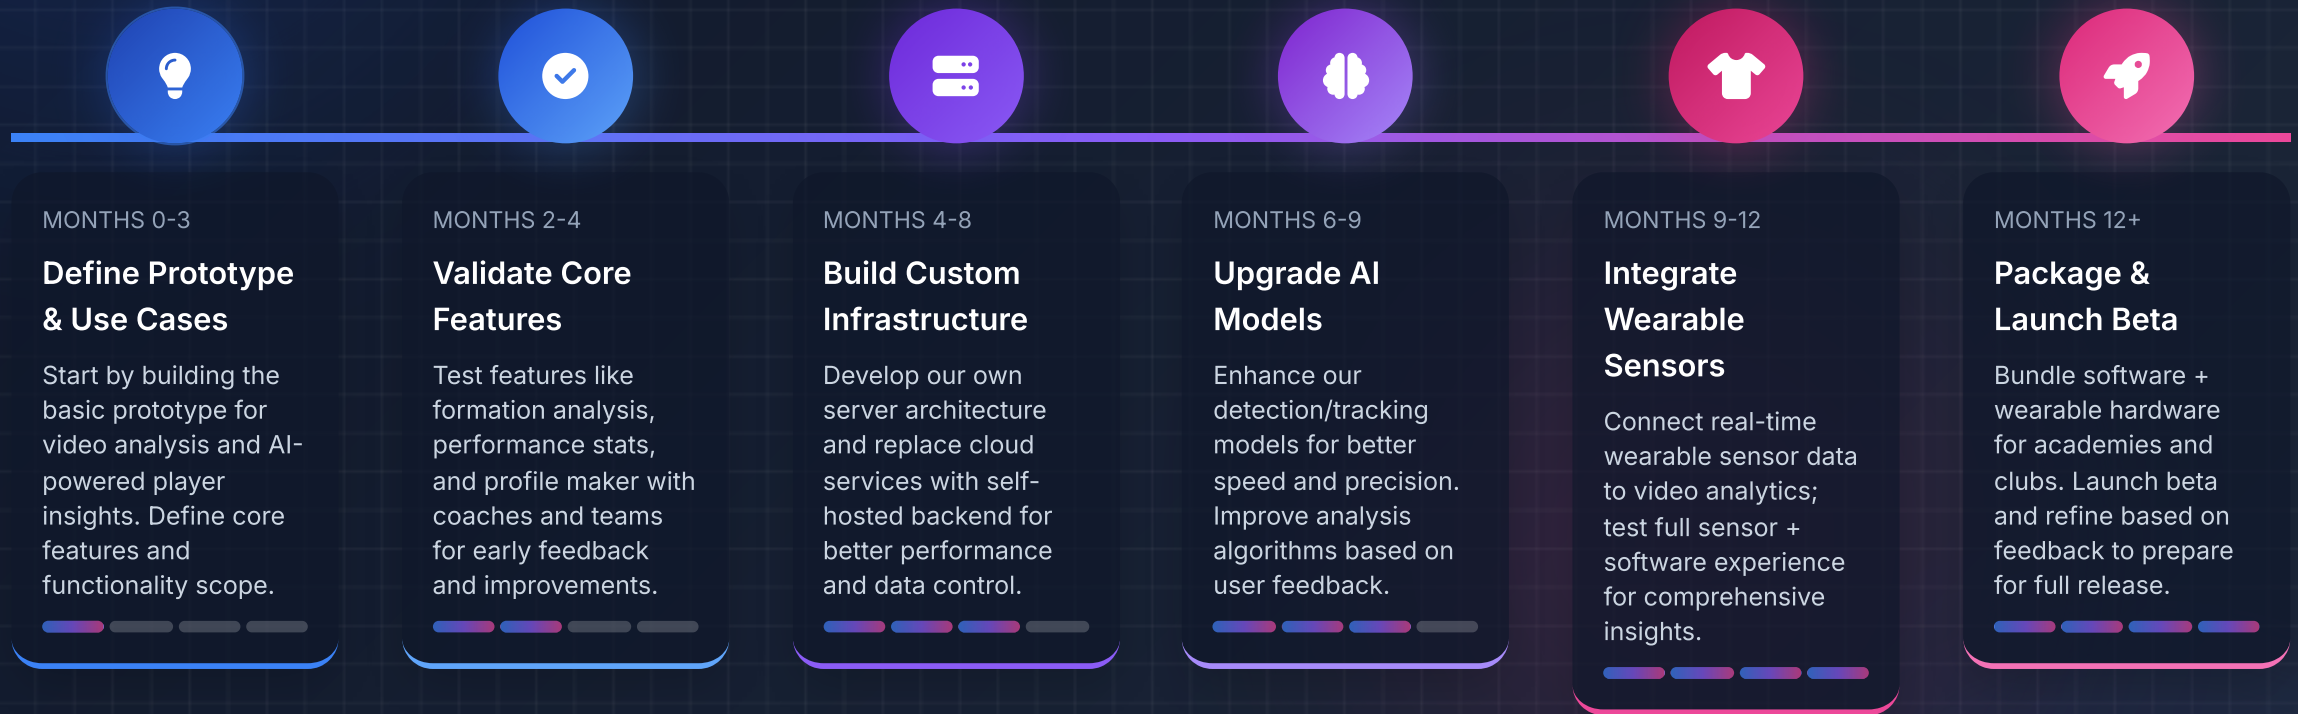 MONTHS 0-3
Define Prototype
& Use Cases
Start by building the
basic prototype for
video analysis and AI-
powered player
insights. Define core
features and
functionality scope.
MONTHS 2-4
Validate Core
Features
Test features like
formation analysis,
performance stats,
and profile maker with
coaches and teams
for early feedback
and improvements.
MONTHS 4-8
Build Custom
Infrastructure
Develop our own
server architecture
and replace cloud
services with self-
hosted backend for
better performance
and data control.
MONTHS 6-9
Upgrade AI
Models
Enhance our
detection/tracking
models for better
speed and precision.
Improve analysis
algorithms based on
user feedback.
MONTHS 9-12
Integrate
Wearable
Sensors
Connect real-time
wearable sensor data
to video analytics;
test full sensor +
software experience
for comprehensive
insights.
MONTHS 12+
Package &
Launch Beta
Bundle software +
wearable hardware
for academies and
clubs. Launch beta
and refine based on
feedback to prepare
for full release.